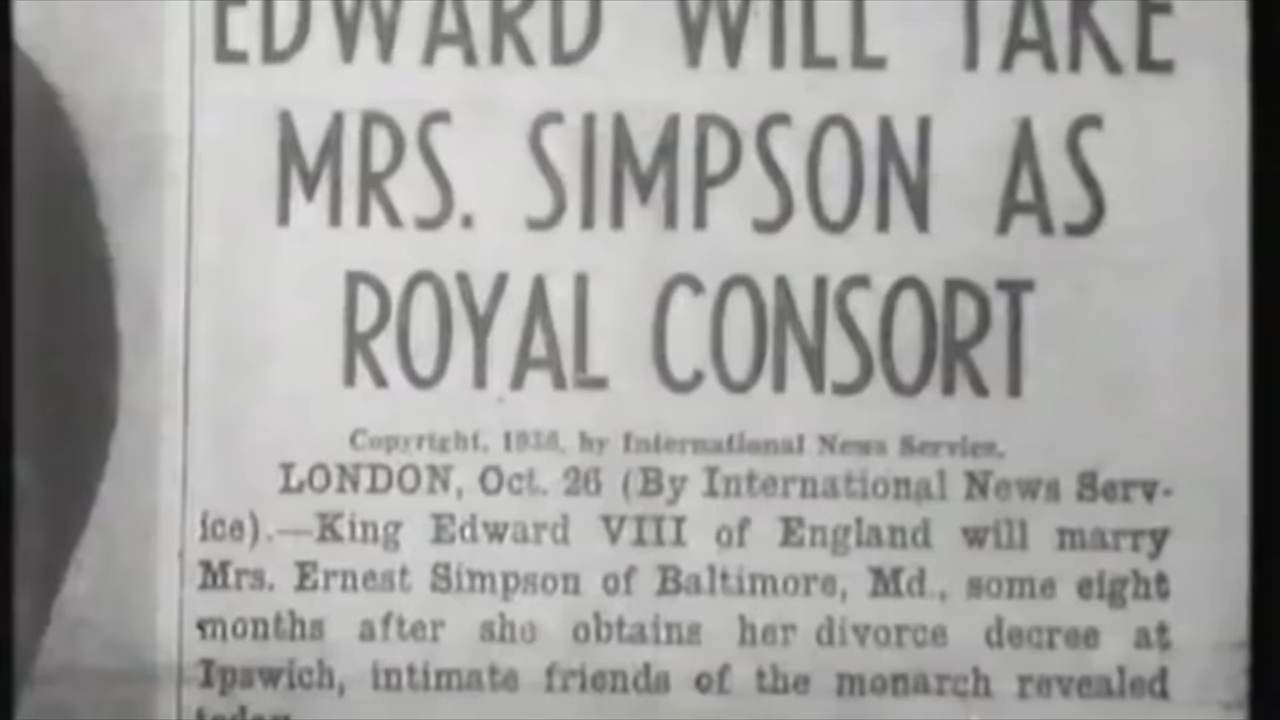 EDWARD WILL TAKE
MRS. SIMPSON AS
ROYAL CONSORT
Copyright, 1936, by International News Service.
LONDON, Oct. 26 (By International News Serv-
ice).—King Edward VIII of England will marry
Mrs. Ernest Simpson of Baltimore, Md., some eight
months after she obtains her divorce decree at
Ipswich, intimate friends of the monarch revealed
today